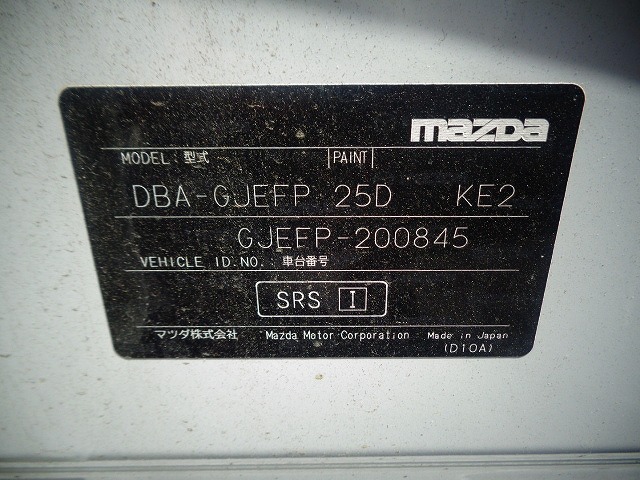 mazda
MODEL : 型式 PAINT
DBA-GJEFP 25D KE2
GJEFP-200845
VEHICLE ID.NO. : 車台番号
SRS I
マツダ株式会社 Mazda Motor Corporation Made in Japan
(D10A)